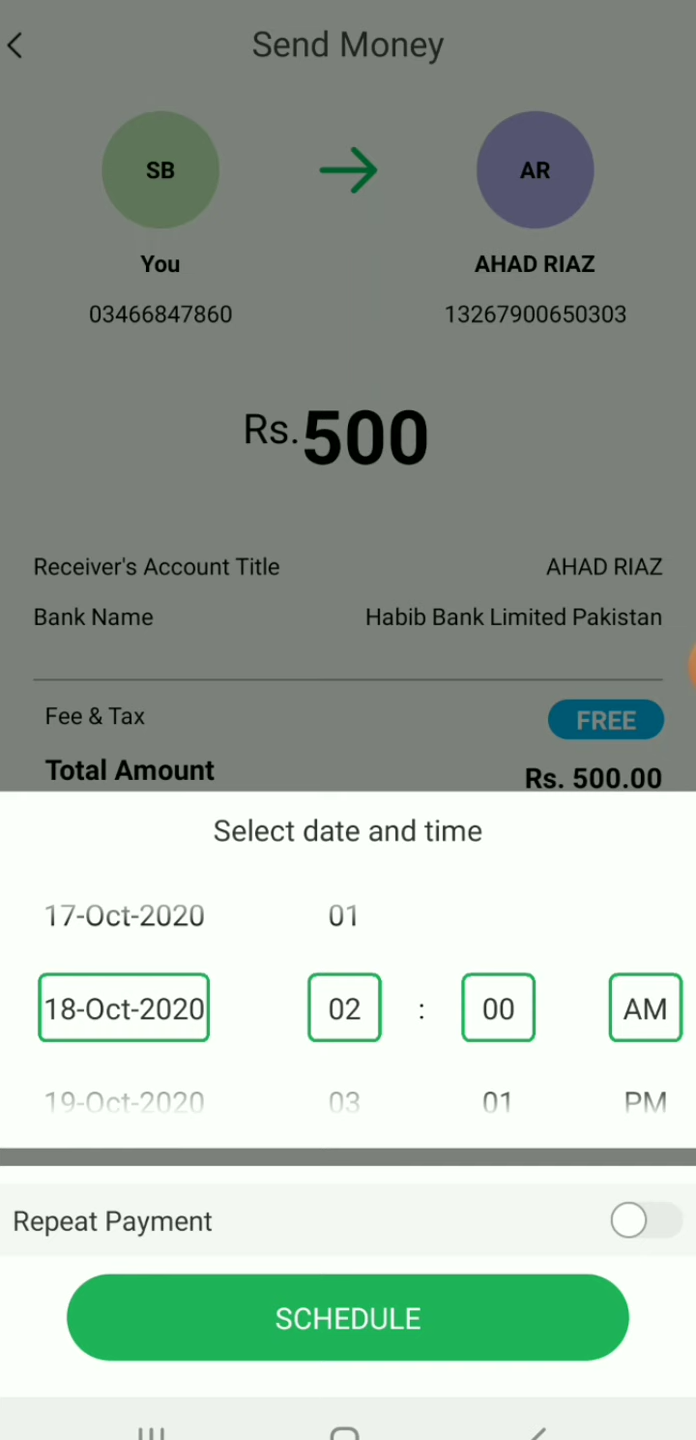 Send Money
SB AR
You AHAD RIAZ
03466847860 13267900650303
Rs.500
Receiver's Account Title AHAD RIAZ
Bank Name Habib Bank Limited Pakistan
Fee & Tax FREE
Total Amount Rs. 500.00
Select date and time
17-Oct-2020 01
18-Oct-2020 02 : 00 AM
19-Oct-2020 03 01 PM
Repeat Payment
SCHEDULE